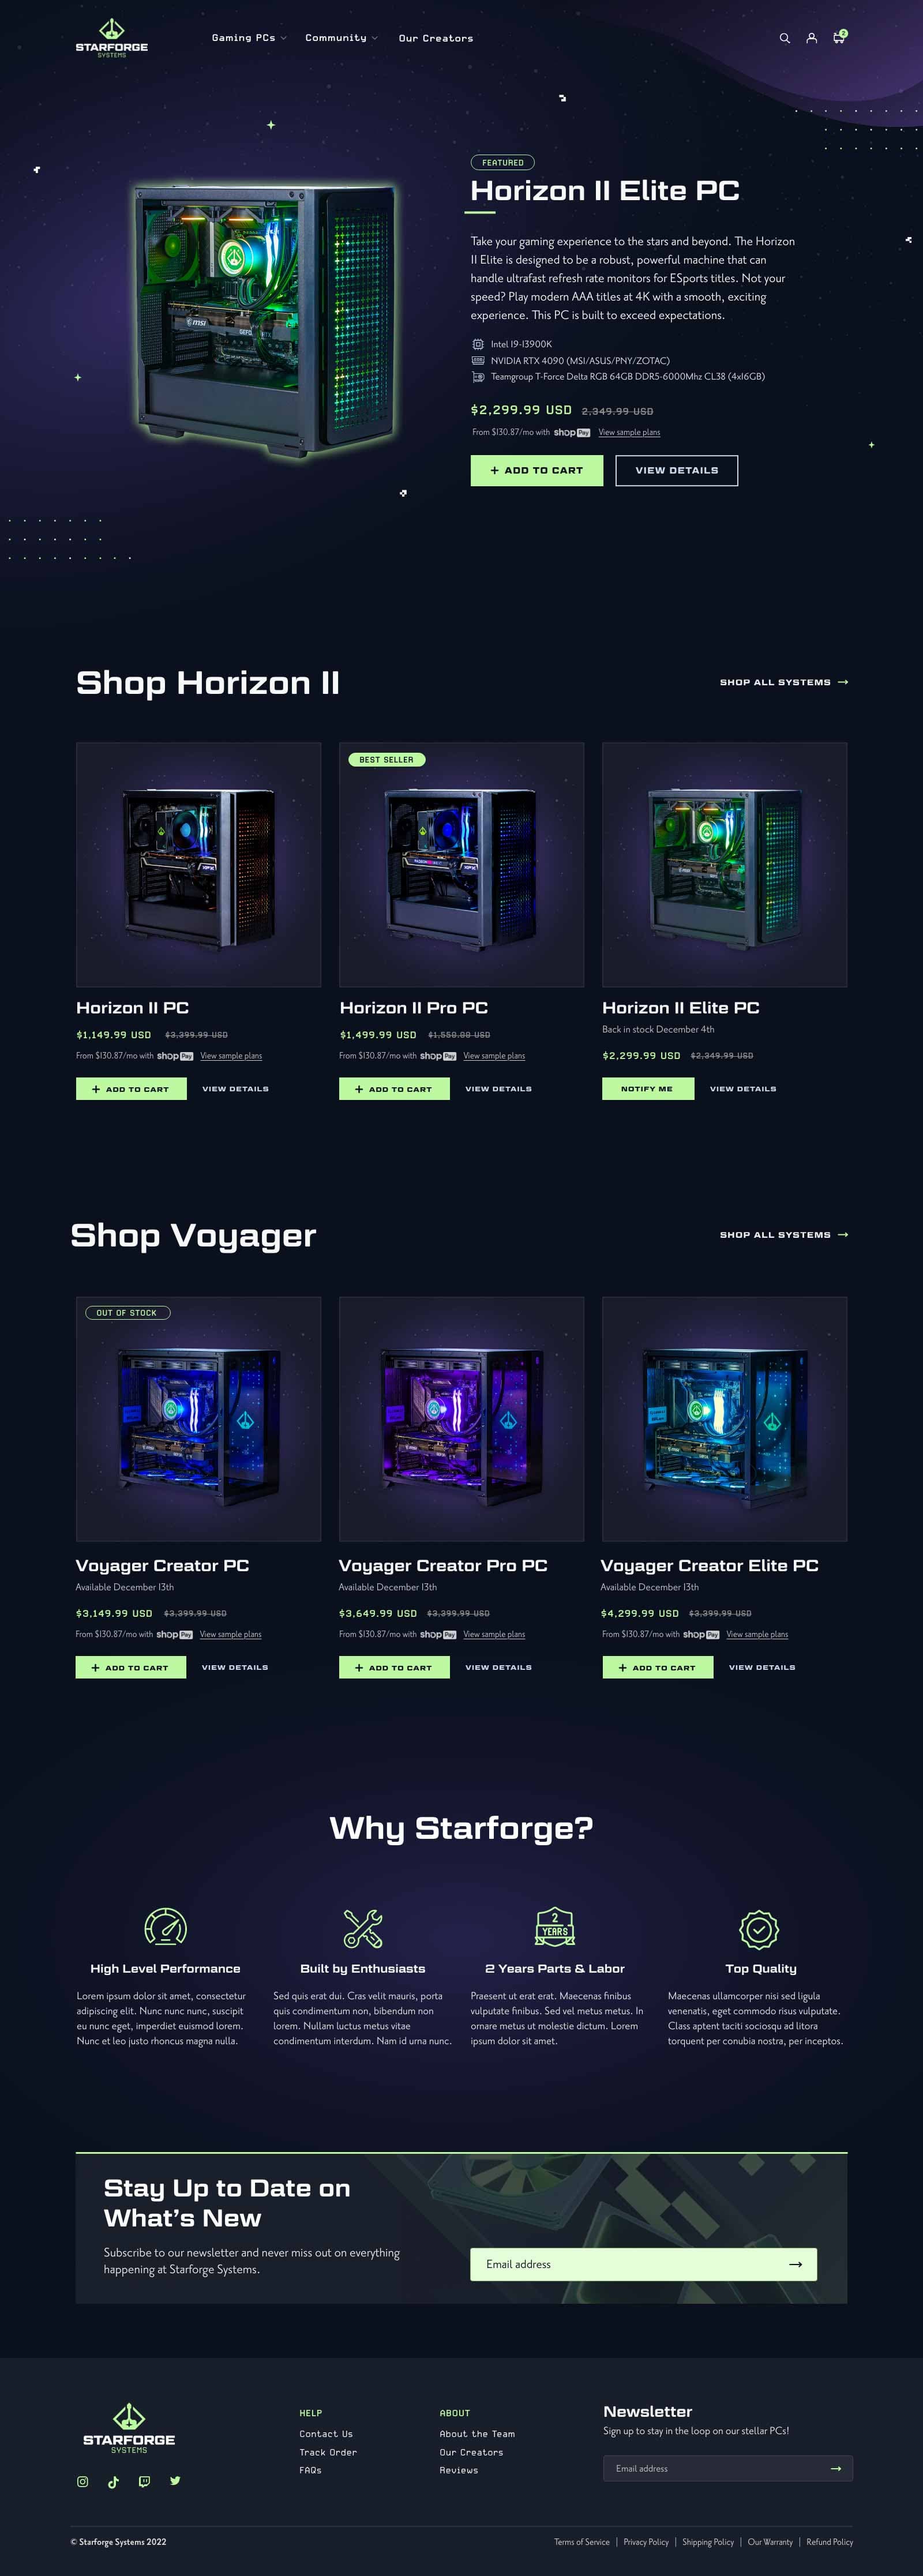 STARFORGE
SYSTEMS
Gaming PCs
Community
Our Creators
2
FEATURED
Horizon II Elite PC
Take your gaming experience to the stars and beyond. The Horizon
II Elite is designed to be a robust, powerful machine that can
handle ultrafast refresh rate monitors for ESports titles. Not your
speed? Play modern AAA titles at 4K with a smooth, exciting
experience. This PC is built to exceed expectations.
Intel I9-13900K
NVIDIA RTX 4090 (MSI/ASUS/PNY/ZOTAC)
Teamgroup T-Force Delta RGB 64GB DDR5-6000Mhz CL38 (4x16GB)
$2,299.99 USD 2,349.99 USD
From $130.87/mo with shop Pay View sample plans
+ ADD TO CART
VIEW DETAILS
msi
Shop Horizon II
SHOP ALL SYSTEMS →
BEST SELLER
Horizon II PC
$1,149.99 USD $3,399.99 USD
From $130.87/mo with shop Pay View sample plans
+ ADD TO CART VIEW DETAILS
Horizon II Pro PC
$1,499.99 USD $1,550.00 USD
From $130.87/mo with shop Pay View sample plans
+ ADD TO CART VIEW DETAILS
Horizon II Elite PC
Back in stock December 4th
$2,299.99 USD $2,349.99 USD
NOTIFY ME VIEW DETAILS
Shop Voyager
SHOP ALL SYSTEMS →
OUT OF STOCK
Voyager Creator PC
Available December 13th
$3,149.99 USD $3,399.99 USD
From $130.87/mo with shop Pay View sample plans
+ ADD TO CART VIEW DETAILS
Voyager Creator Pro PC
Available December 13th
$3,649.99 USD $3,399.99 USD
From $130.87/mo with shop Pay View sample plans
+ ADD TO CART VIEW DETAILS
Voyager Creator Elite PC
Available December 13th
$4,299.99 USD $3,399.99 USD
From $130.87/mo with shop Pay View sample plans
+ ADD TO CART VIEW DETAILS
Why Starforge?
High Level Performance
Lorem ipsum dolor sit amet, consectetur
adipiscing elit. Nunc nunc nunc, suscipit
eu nunc eget, imperdiet euismod lorem.
Nunc et leo justo rhoncus magna nulla.
Built by Enthusiasts
Sed quis erat dui. Cras velit mauris, porta
quis condimentum non, bibendum non
lorem. Nullam luctus metus vitae
condimentum interdum. Nam id urna nunc.
2
YEARS
2 Years Parts & Labor
Praesent ut erat erat. Maecenas finibus
vulputate finibus. Sed vel metus metus. In
ornare metus ut molestie dictum. Lorem
ipsum dolor sit amet.
Top Quality
Maecenas ullamcorper nisi sed ligula
venenatis, eget commodo risus vulputate.
Class aptent taciti sociosqu ad litora
torquent per conubia nostra, per inceptos.
Stay Up to Date on
What's New
Subscribe to our newsletter and never miss out on everything
happening at Starforge Systems.
Email address
STARFORGE
SYSTEMS
HELP
Contact Us
Track Order
FAQs
ABOUT
About the Team
Our Creators
Reviews
Newsletter
Sign up to stay in the loop on our stellar PCs!
Email address
© Starforge Systems 2022
Terms of Service | Privacy Policy | Shipping Policy | Our Warranty | Refund Policy